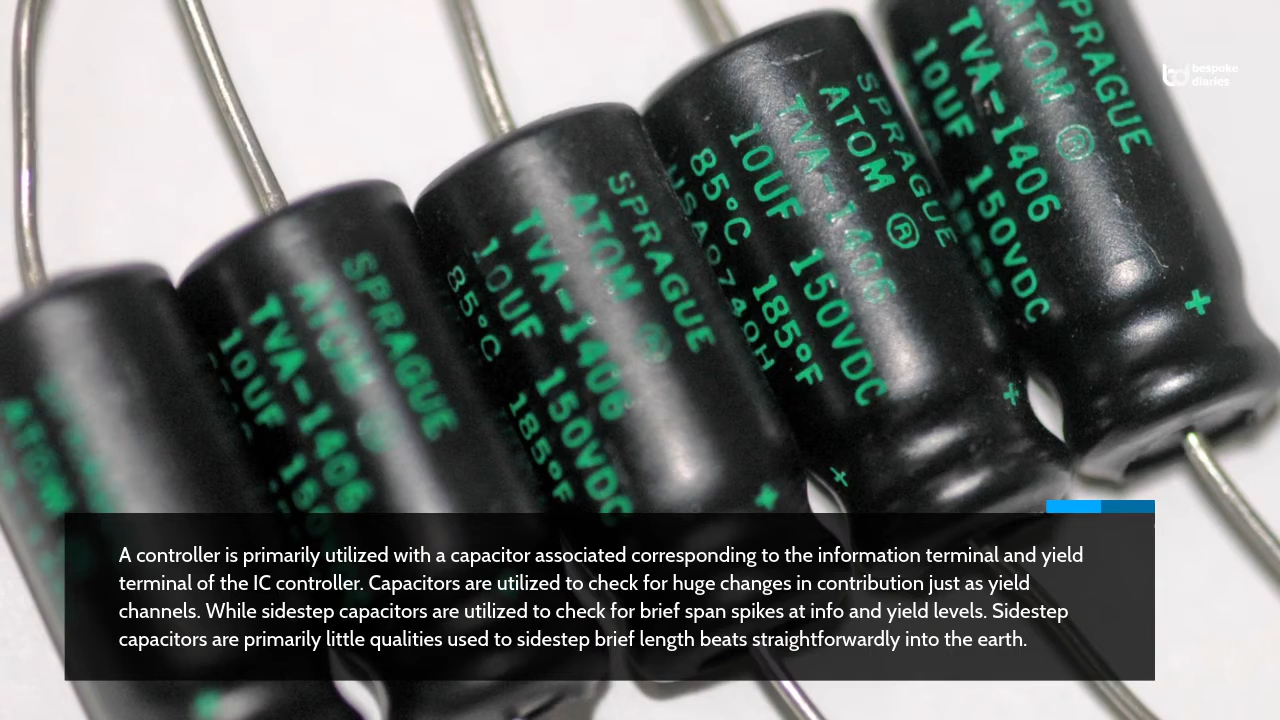 bespoke
diaries
SPRAGUE
ATOM ®
TVA-1406
10UF 150VDC
SPRAGUE
ATOM ®
TVA-1406
10UF 150VDC
85°C 185°F
+
SPRAGUE
ATOM ®
TVA-1406
10UF 150VDC
85°C 185°F
+
SPRAGUE
ATOM ®
TVA-1406
10UF 150
ATOM
A controller is primarily utilized with a capacitor associated corresponding to the information terminal and yield
terminal of the IC controller. Capacitors are utilized to check for huge changes in contribution just as yield
channels. While sidestep capacitors are utilized to check for brief span spikes at info and yield levels. Sidestep
capacitors are primarily little qualities used to sidestep brief length beats straightforwardly into the earth.